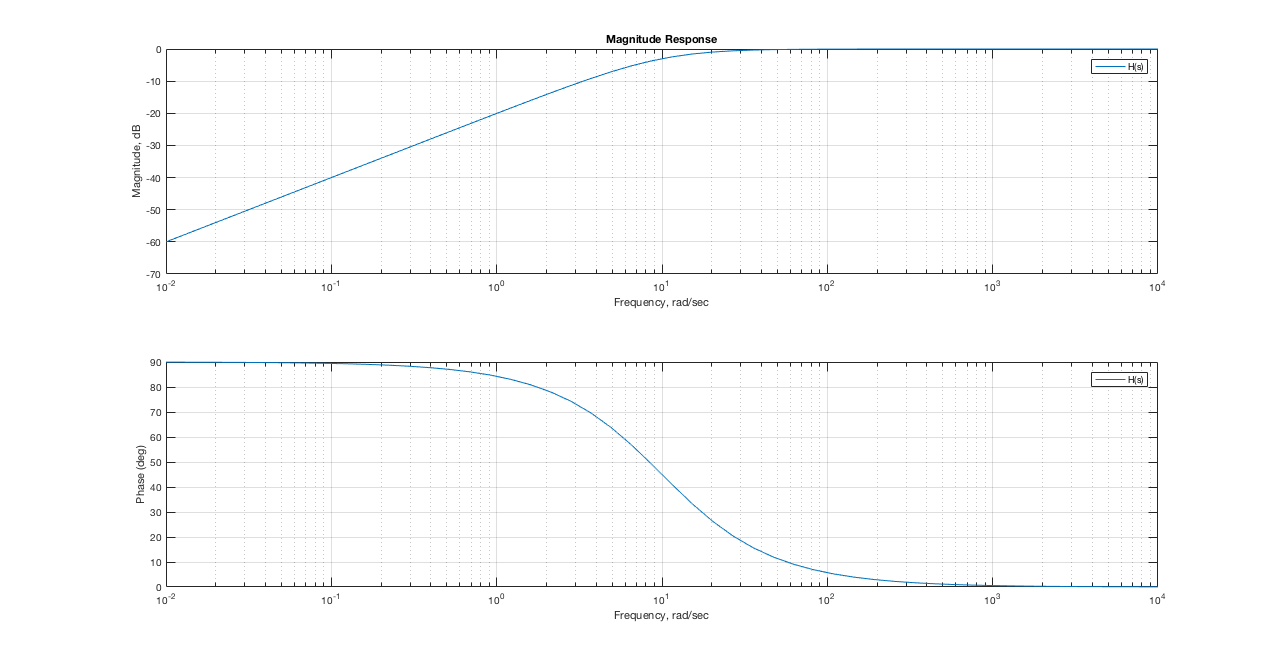 Magnitude Response
Magnitude, dB
0
-10
-20
-30
-40
-50
-60
-70
H(s)
10^-2 10^-1 10^0 10^1 10^2 10^3 10^4
Frequency, rad/sec
Phase (deg)
90
80
70
60
50
40
30
20
10
0
H(s)
10^-2 10^-1 10^0 10^1 10^2 10^3 10^4
Frequency, rad/sec